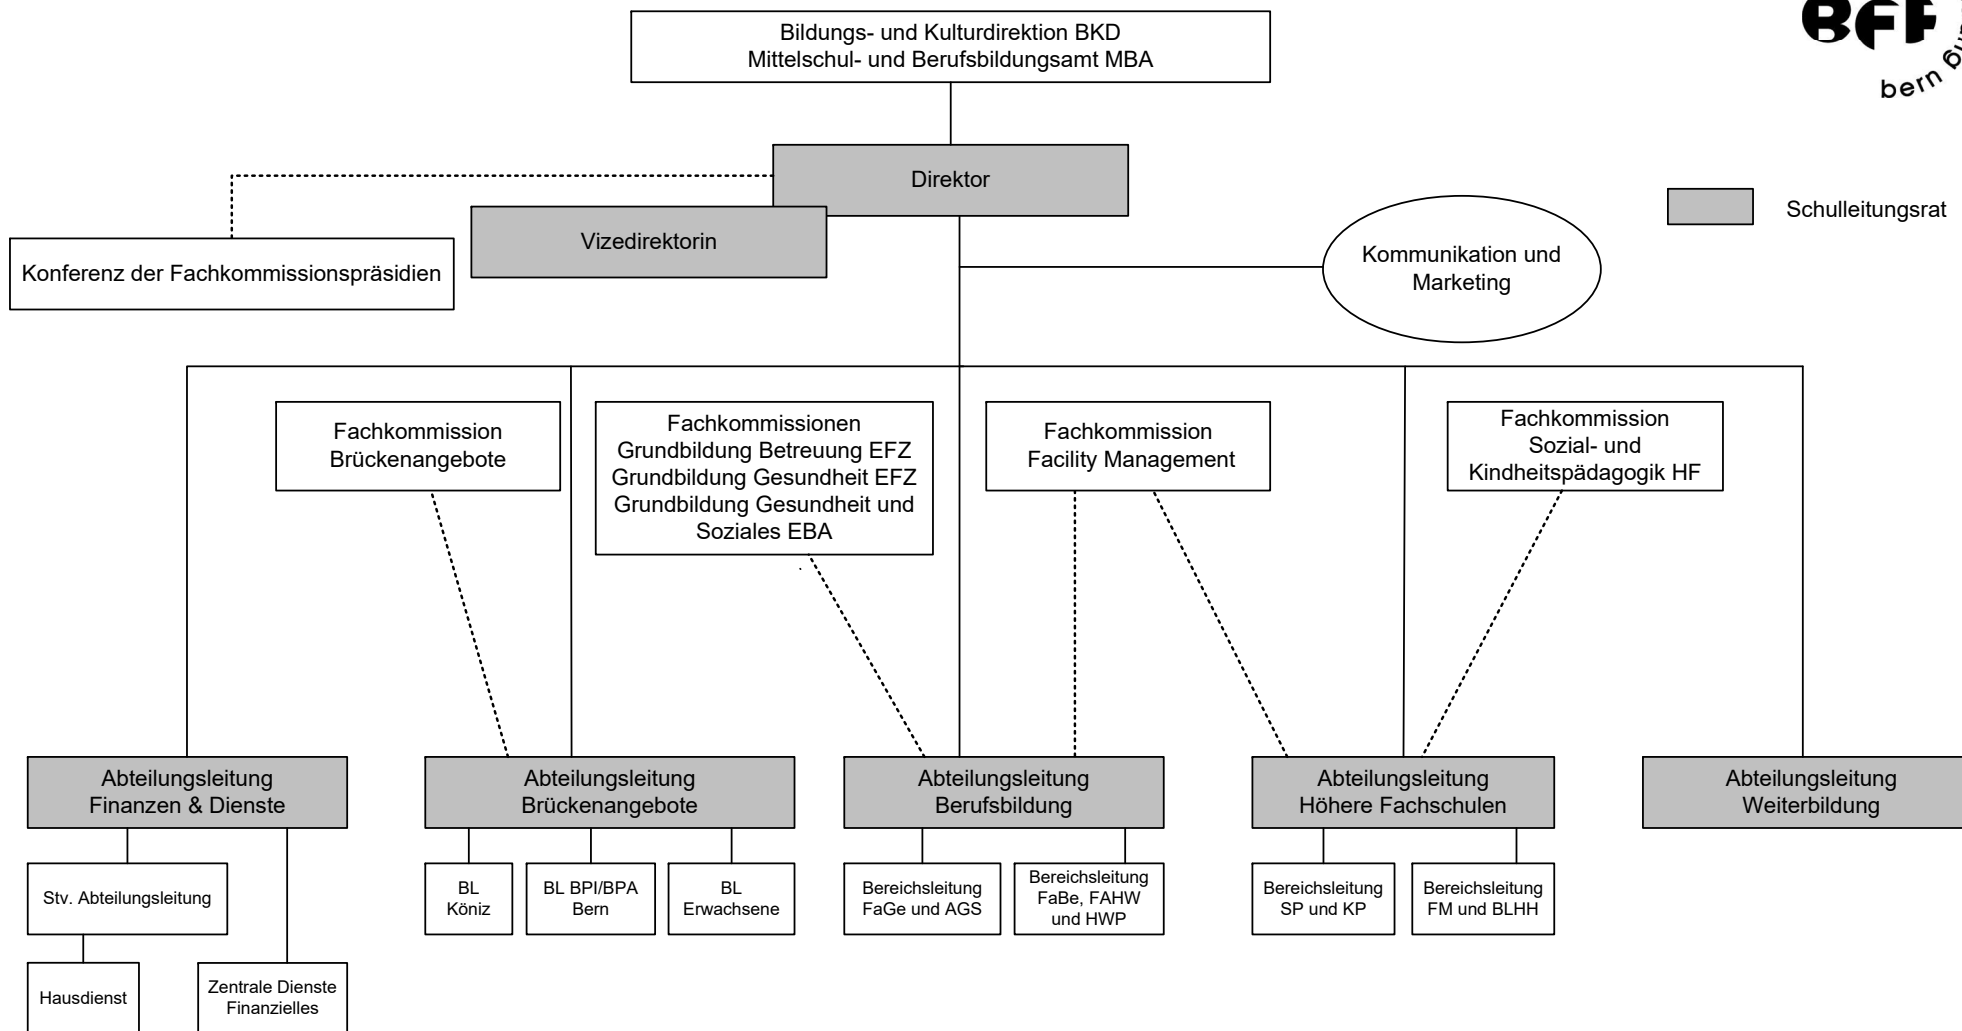 Bildungs- und Kulturdirektion BKD
Mittelschul- und Berufsbildungsamt MBA
BFF
bern
Direktor
Vizedirektorin
Schulleitungsrat
Konferenz der Fachkommissionspräsidien
Kommunikation und
Marketing
Fachkommission
Brückenangebote
Fachkommissionen
Grundbildung Betreuung EFZ
Grundbildung Gesundheit EFZ
Grundbildung Gesundheit und
Soziales EBA
Fachkommission
Facility Management
Fachkommission
Sozial- und
Kindheitspädagogik HF
Abteilungsleitung
Finanzen & Dienste
Abteilungsleitung
Brückenangebote
Abteilungsleitung
Berufsbildung
Abteilungsleitung
Höhere Fachschulen
Abteilungsleitung
Weiterbildung
Stv. Abteilungsleitung
BL
Köniz
BL BPI/BPA
Bern
BL
Erwachsene
Bereichsleitung
FaGe und AGS
Bereichsleitung
FaBe, FAHW
und HWP
Bereichsleitung
SP und KP
Bereichsleitung
FM und BLHH
Hausdienst
Zentrale Dienste
Finanzielles